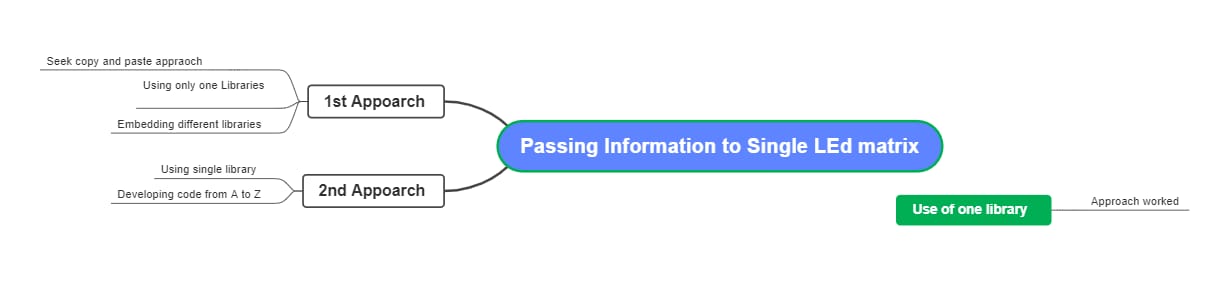 Seek copy and paste appraoch
Using only one Libraries
Embedding different libraries
1st Appoarch
Using single library
Developing code from A to Z
2nd Appoarch
Passing Information to Single LEd matrix
Use of one library
Approach worked